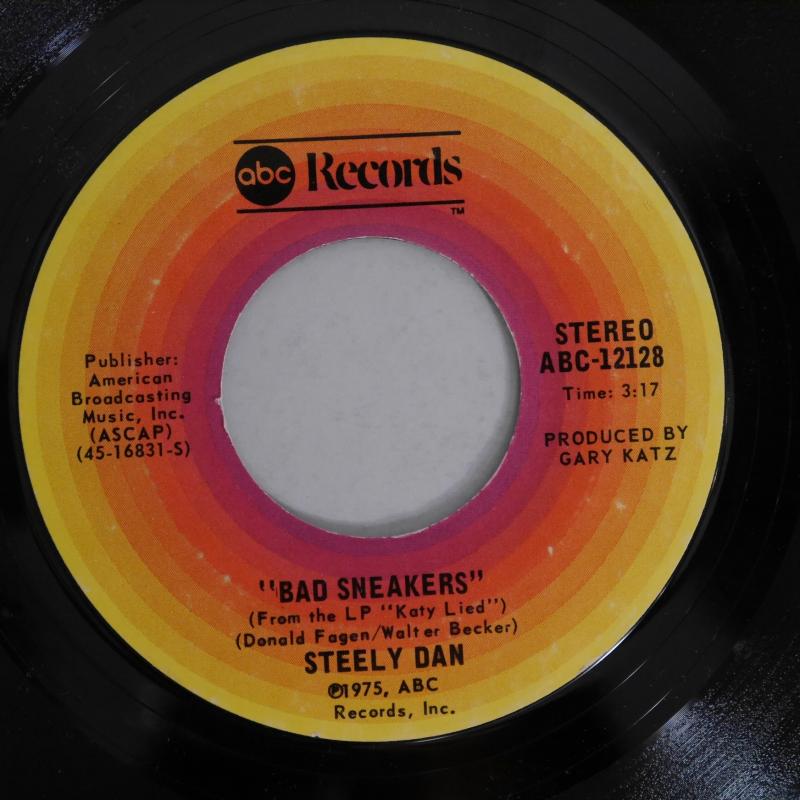 abc Records
TM
Publisher:
American
Broadcasting
Music, Inc.
(ASCAP)
(45-16831-S)
STEREO
ABC-12128
Time: 3:17
PRODUCED BY
GARY KATZ
"BAD SNEAKERS"
(From the LP "Katy Lied")
(Donald Fagen/Walter Becker)
STEELY DAN
℗1975, ABC
Records, Inc.